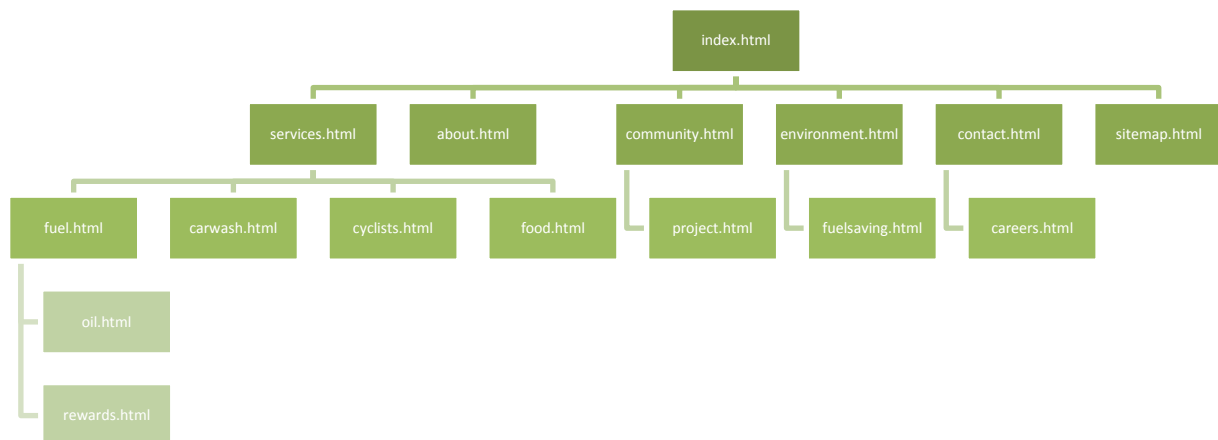 index.html
services.html
about.html
community.html
environment.html
contact.html
sitemap.html
fuel.html
carwash.html
cyclists.html
food.html
project.html
fuelsaving.html
careers.html
oil.html
rewards.html